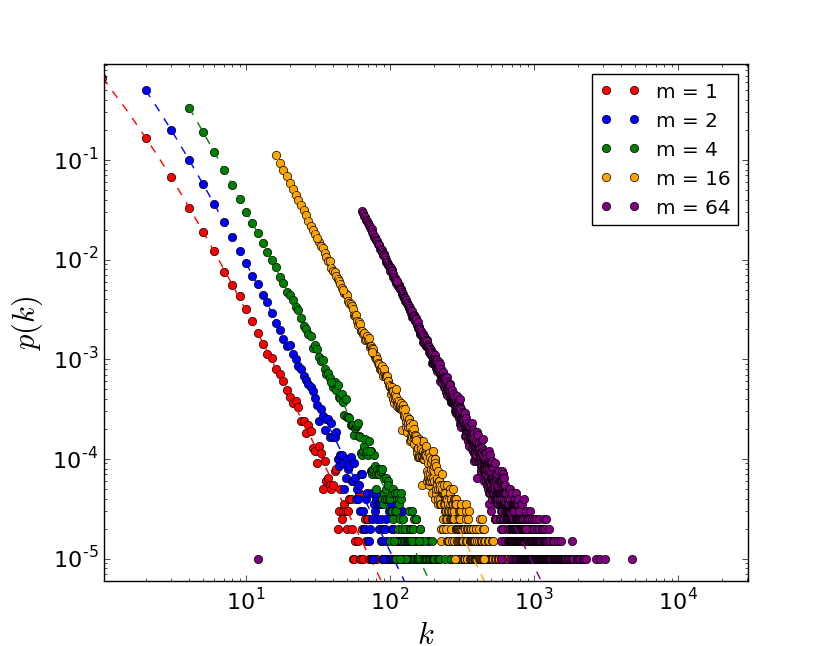 m = 1
m = 2
m = 4
m = 16
m = 64
p(k)
10^-1
10^-2
10^-3
10^-4
10^-5
10^1
10^2
10^3
10^4
k